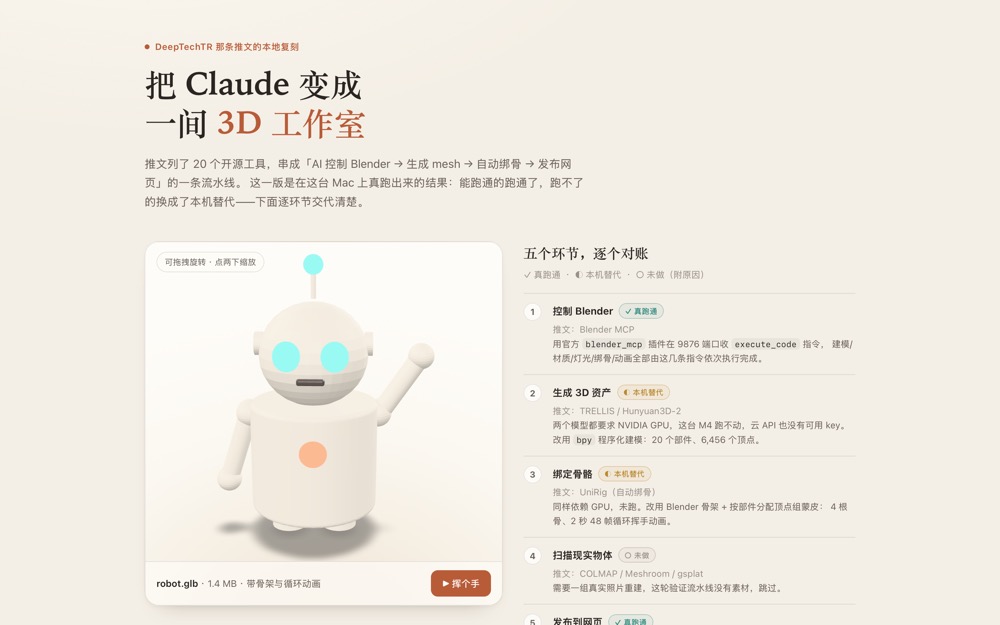 DeepTechTR 那条推文的本地复刻
把 Claude 变成
一间 3D 工作室
推文列了 20 个开源工具，串成「AI 控制 Blender → 生成 mesh → 自动绑骨 → 发布网
页」的一条流水线。 这一版是在这台 Mac 上真跑出来的结果：能跑通的跑通了，跑不了
的换成了本机替代——下面逐环节交代清楚。
可拖拽旋转 · 点两下缩放
robot.glb · 1.4 MB · 带骨架与循环动画
▶ 挥个手
五个环节，逐个对账
✓ 真跑通 · ◐ 本机替代 · ○ 未做（附原因）
1 控制 Blender ✓ 真跑通
推文：Blender MCP
用官方 blender_mcp 插件在 9876 端口收 execute_code 指令， 建模/
材质/灯光/绑骨/动画全部由这几条指令依次执行完成。
2 生成 3D 资产 ◐ 本机替代
推文：TRELLIS / Hunyuan3D-2
两个模型都要求 NVIDIA GPU，这台 M4 跑不动，云 API 也没有可用 key。
改用 bpy 程序化建模：20 个部件、6,456 个顶点。
3 绑定骨骼 ◐ 本机替代
推文：UniRig（自动绑骨）
同样依赖 GPU，未跑。改用 Blender 骨架 + 按部件分配顶点组蒙皮： 4 根
骨、2 秒 48 帧循环挥手动画。
4 扫描现实物体 ○ 未做
推文：COLMAP / Meshroom / gsplat
需要一组真实照片重建，这轮验证流水线没有素材，跳过。
5 发布到网页 ✓ 真跑通